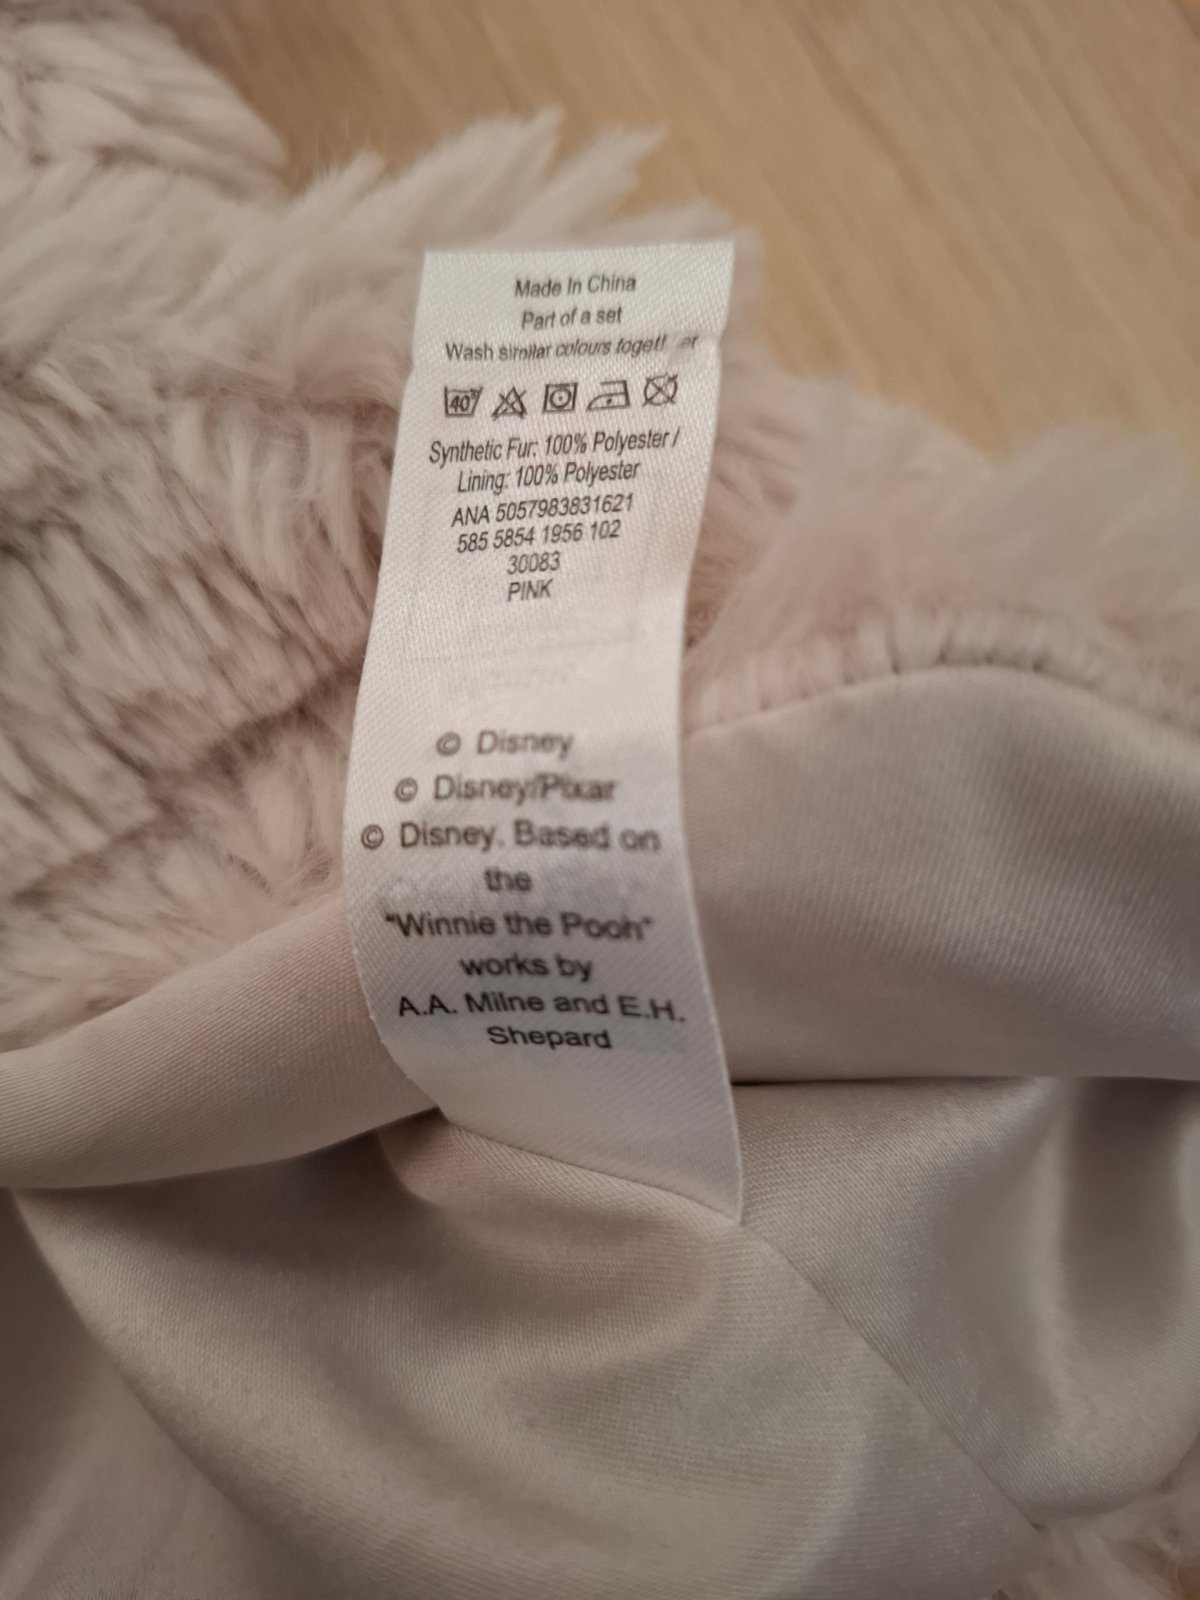 Made In China
Part of a set
Wash similar colours together
40°
Synthetic Fur: 100% Polyester /
Lining: 100% Polyester
ANA 5057983831621
585 5854 1956 102
30083
PINK
© Disney
© Disney/Pixar
© Disney. Based on
the
"Winnie the Pooh"
works by
A.A. Milne and E.H.
Shepard